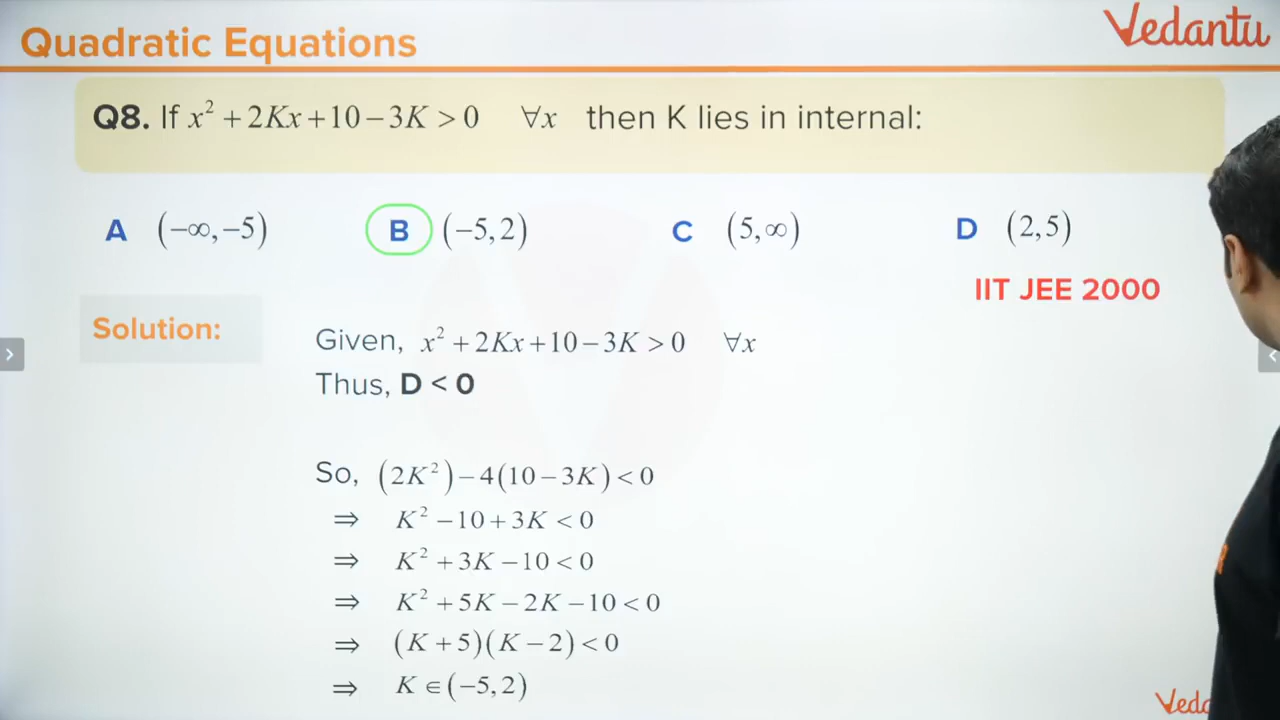 Quadratic Equations
Vedantu
Q8. If x² + 2Kx + 10 − 3K > 0 ∀x then K lies in internal:
A (−∞, −5) B (−5, 2) C (5, ∞) D (2, 5)
IIT JEE 2000
Solution:
Given, x² + 2Kx + 10 − 3K > 0 ∀x
Thus, D < 0
So, (2K²) − 4(10 − 3K) < 0
⇒ K² − 10 + 3K < 0
⇒ K² + 3K − 10 < 0
⇒ K² + 5K − 2K − 10 < 0
⇒ (K + 5)(K − 2) < 0
⇒ K ∈ (−5, 2)